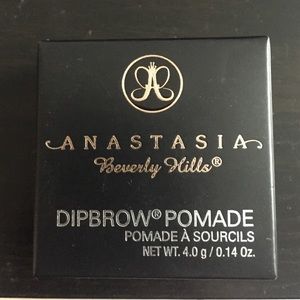 ANASTASIA
Beverly Hills®
DIPBROW® POMADE
POMADE À SOURCILS
NET WT. 4.0 g / 0.14 Oz.